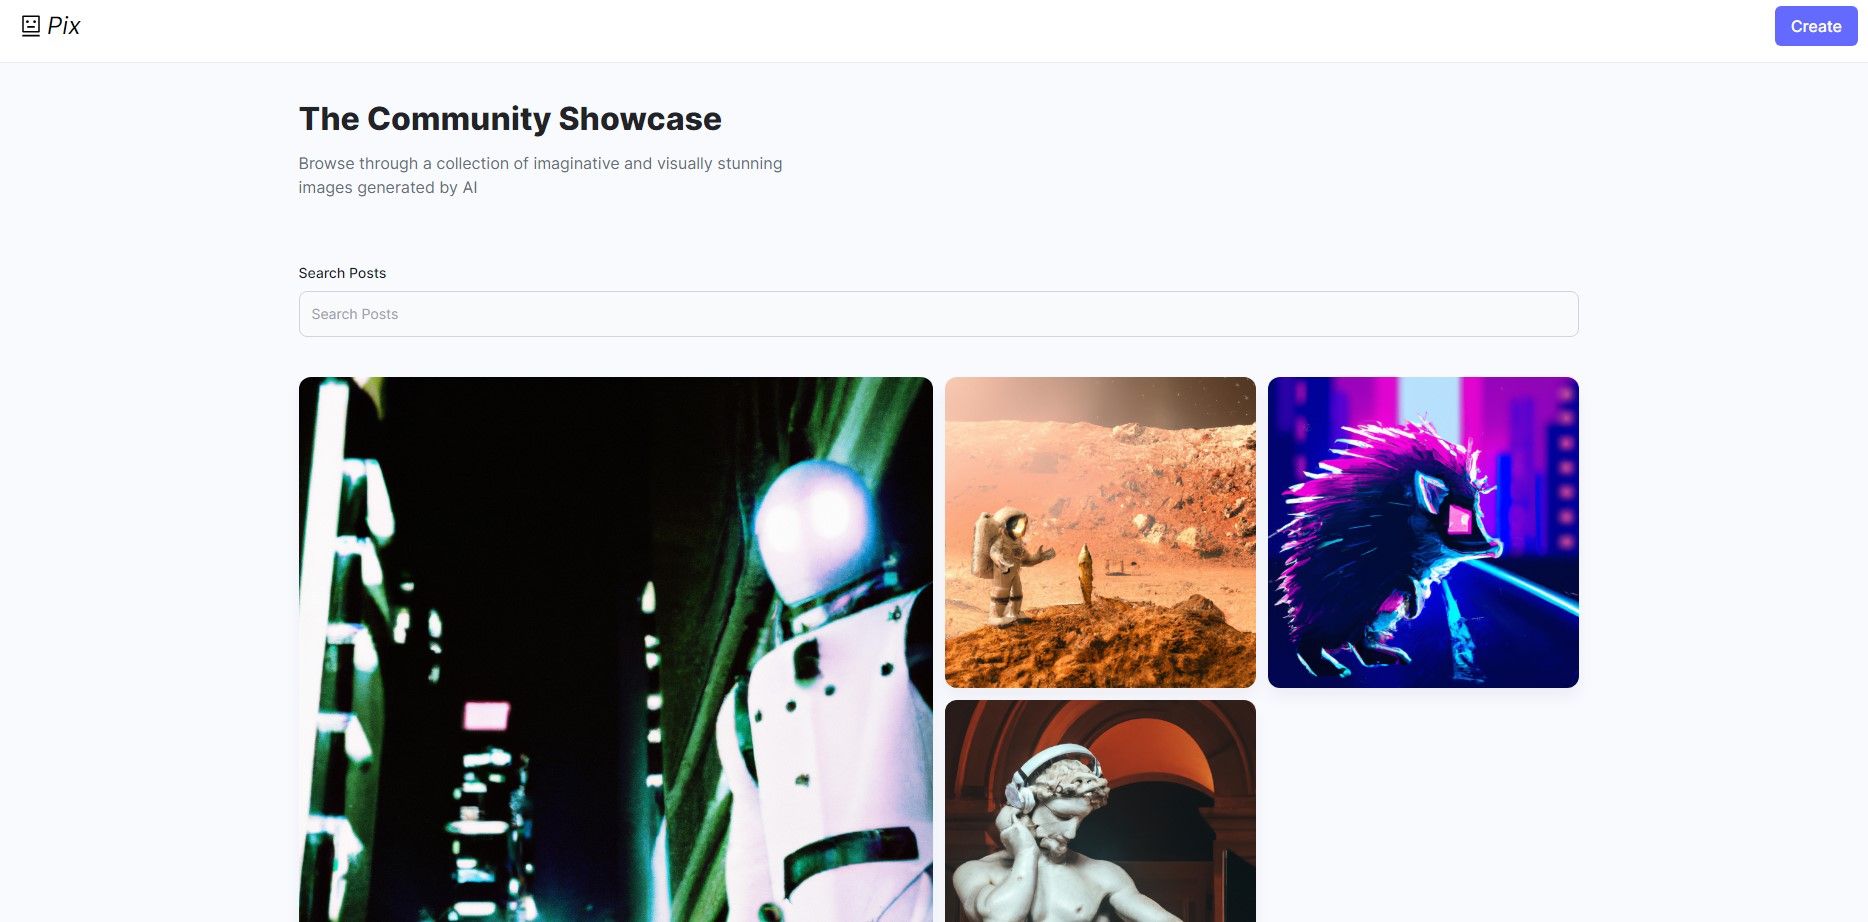 Pix
Create
The Community Showcase
Browse through a collection of imaginative and visually stunning
images generated by AI
Search Posts
Search Posts